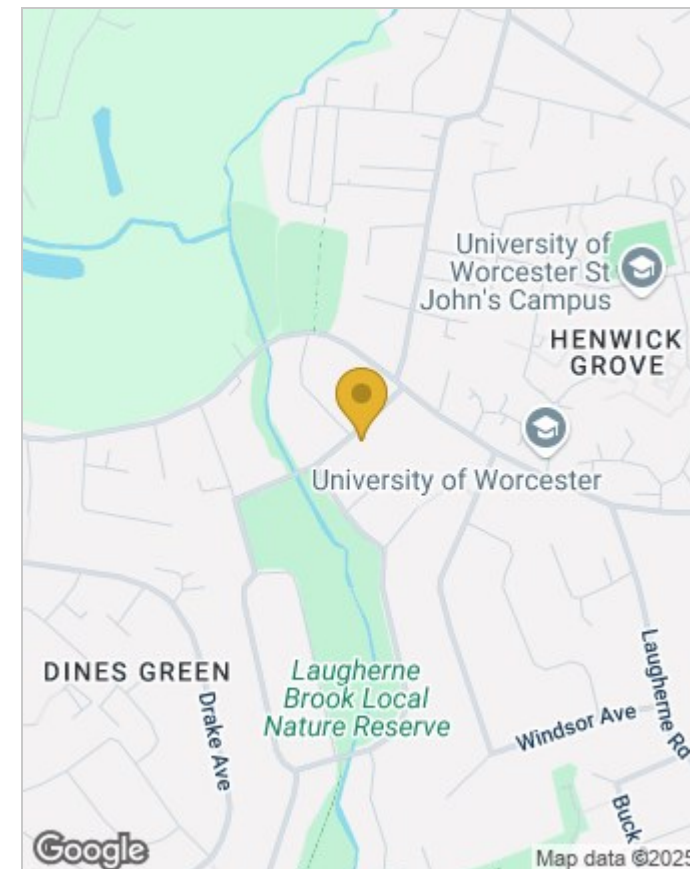 University of
Worcester St
John's Campus
HENWICK
GROVE
University of Worcester
DINES GREEN
Drake Ave
Laugherne
Brook Local
Nature Reserve
Windsor Ave
Laugherne Rd
Buck
Google
Map data ©2025